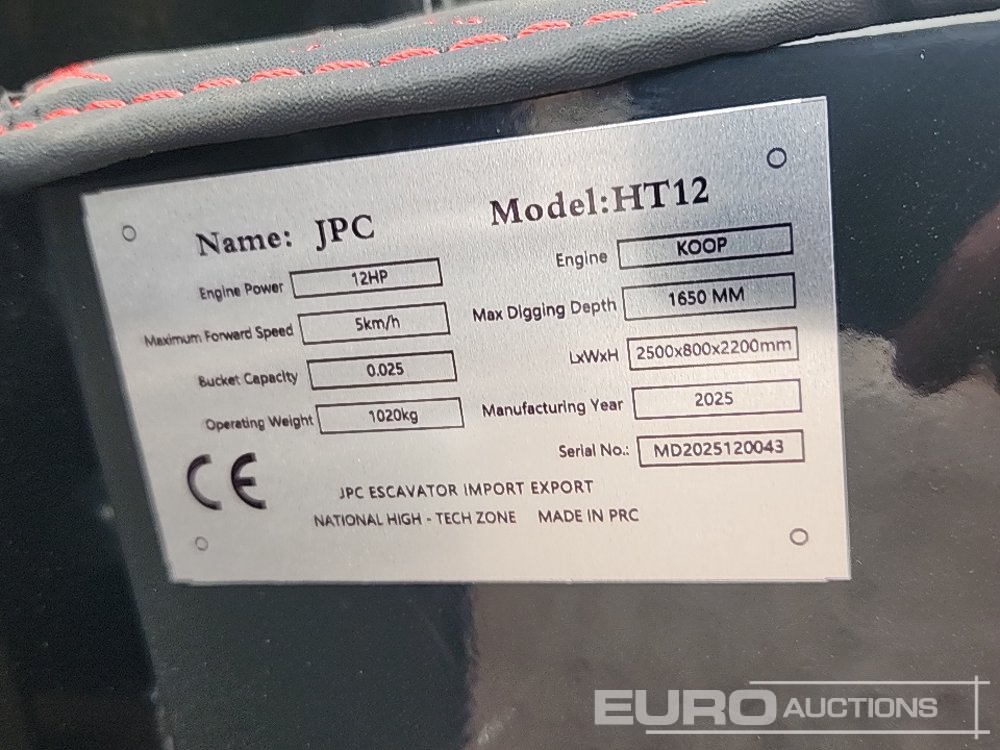 Name: JPC Model:HT12
Engine Power 12HP Engine KOOP
Maximum Forward Speed 5km/h Max Digging Depth 1650 MM
Bucket Capacity 0.025 LxWxH 2500x800x2200mm
Operating Weight 1020kg Manufacturing Year 2025
Serial No.: MD2025120043
CE
JPC ESCAVATOR IMPORT EXPORT
NATIONAL HIGH - TECH ZONE MADE IN PRC
EURO AUCTIONS